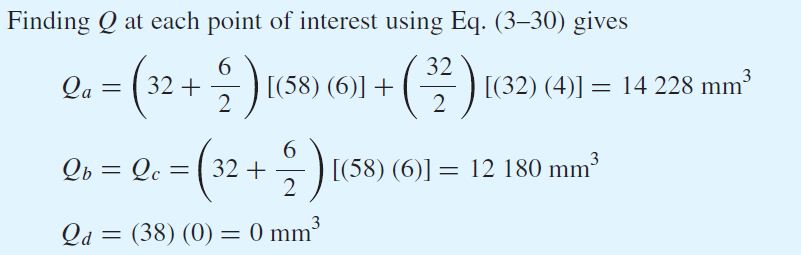 Finding Q at each point of interest using Eq. (3–30) gives
Qa = (32 + 6/2) [(58) (6)] + (32/2) [(32) (4)] = 14 228 mm³
Qb = Qc = (32 + 6/2) [(58) (6)] = 12 180 mm³
Qd = (38) (0) = 0 mm³